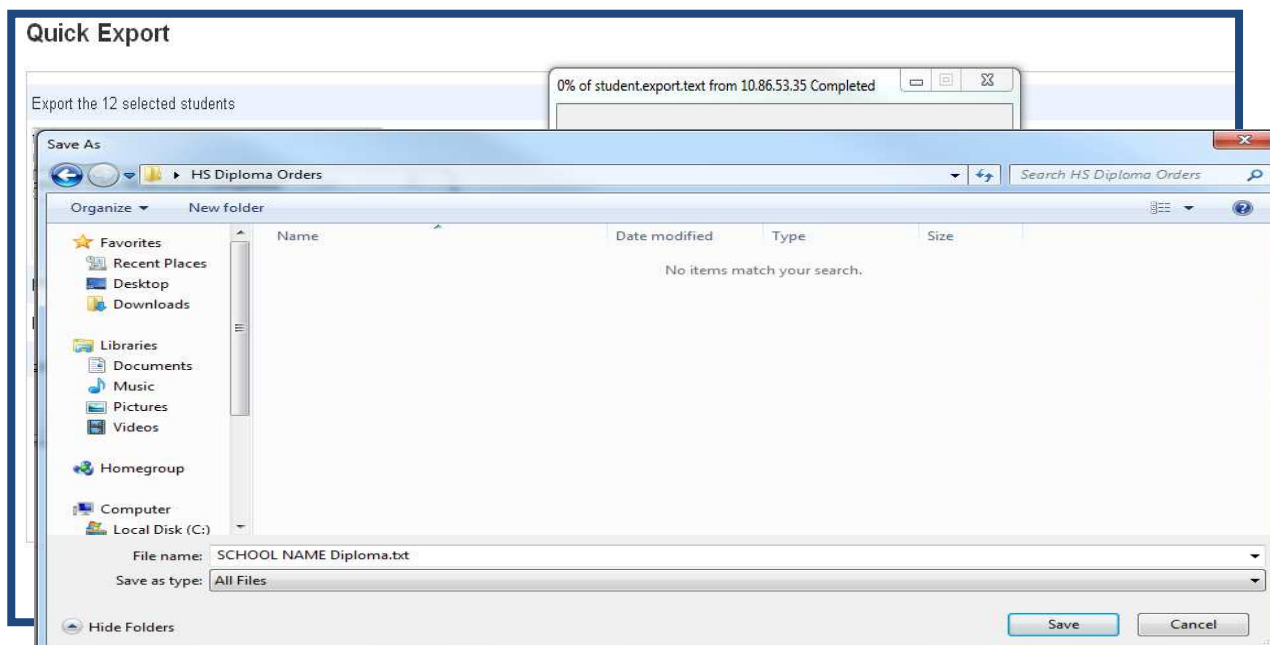 Quick Export
0% of student.export.text from 10.86.53.35 Completed
Export the 12 selected students
Save As
HS Diploma Orders
Search HS Diploma Orders
Organize
New folder
Name
Date modified
Type
Size
No items match your search.
Favorites
Recent Places
Desktop
Downloads
Libraries
Documents
Music
Pictures
Videos
Homegroup
Computer
Local Disk (C:)
File name: SCHOOL NAME Diploma.txt
Save as type: All Files
Hide Folders
Save
Cancel